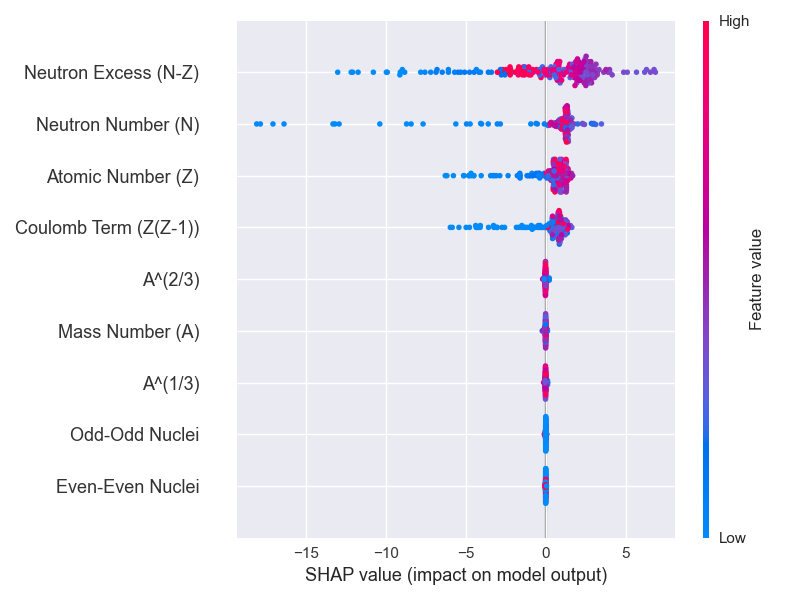 High
Neutron Excess (N-Z)
Neutron Number (N)
Atomic Number (Z)
Coulomb Term (Z(Z-1))
A^(2/3)
Mass Number (A)
A^(1/3)
Odd-Odd Nuclei
Even-Even Nuclei
Feature value
Low
−15 −10 −5 0 5
SHAP value (impact on model output)